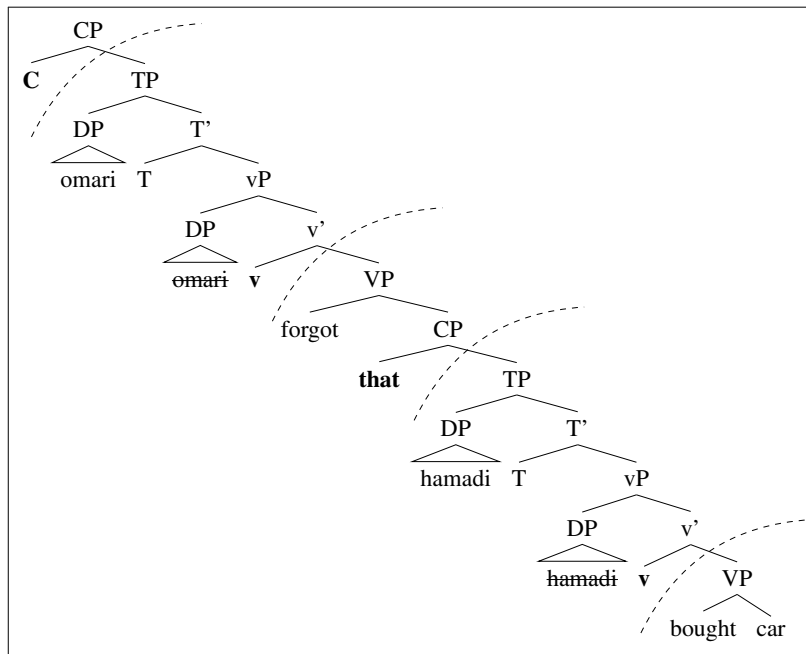 CP
C TP
DP T'
omari T vP
DP v'
omari v VP
forgot CP
that TP
DP T'
hamadi T vP
DP v'
hamadi v VP
bought car